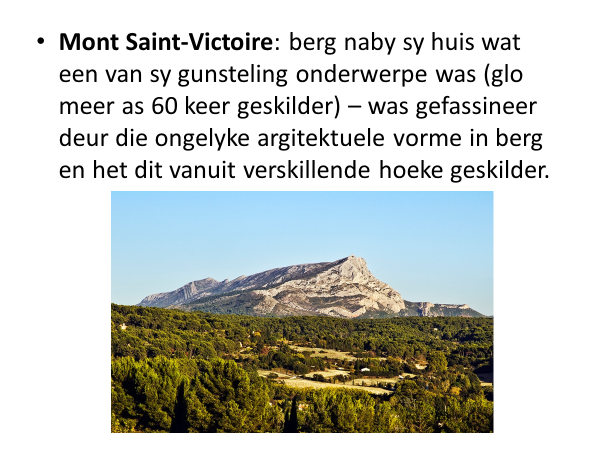 • Mont Saint-Victoire: berg naby sy huis wat
een van sy gunsteling onderwerpe was (glo
meer as 60 keer geskilder) – was gefassineer
deur die ongelyke argitektuele vorme in berg
en het dit vanuit verskillende hoeke geskilder.